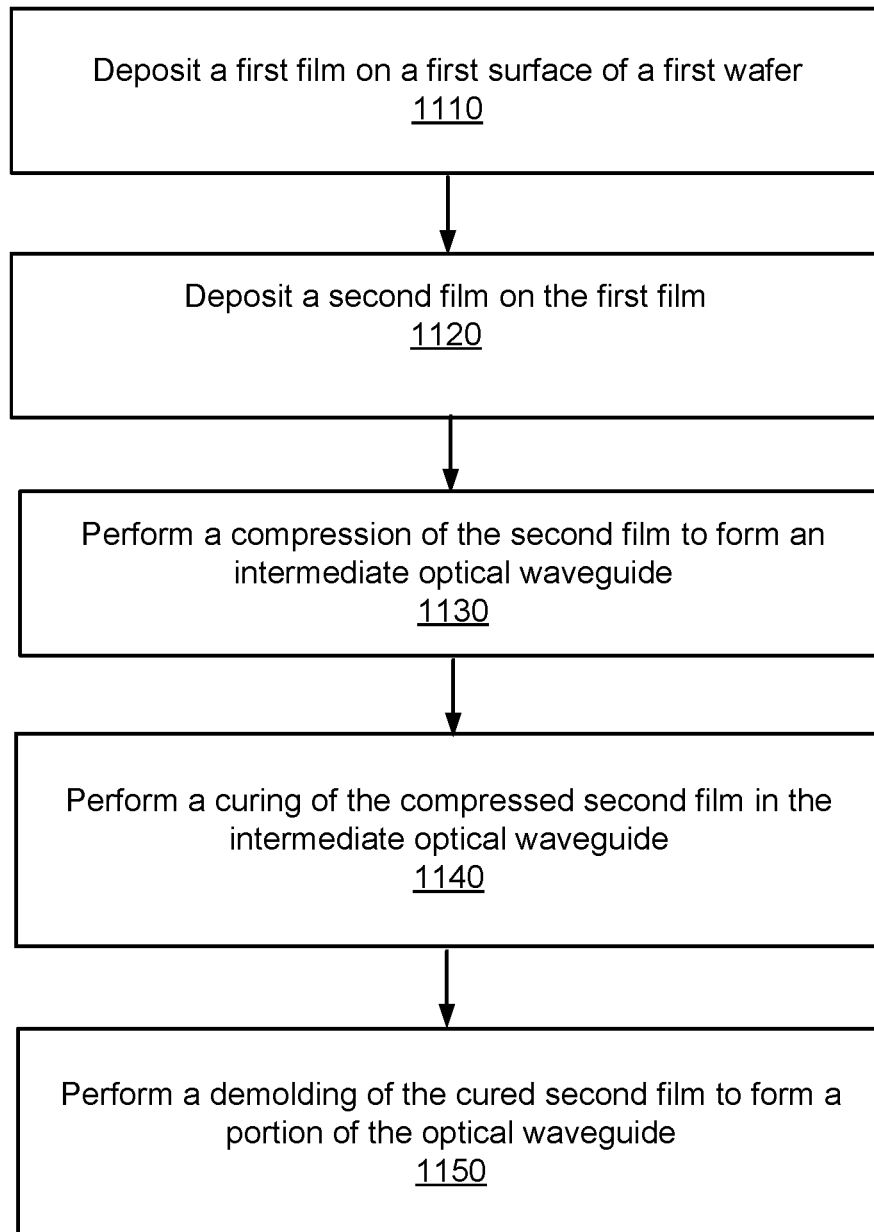 Deposit a first film on a first surface of a first wafer
1110
Deposit a second film on the first film
1120
Perform a compression of the second film to form an
intermediate optical waveguide
1130
Perform a curing of the compressed second film in the
intermediate optical waveguide
1140
Perform a demolding of the cured second film to form a
portion of the optical waveguide
1150